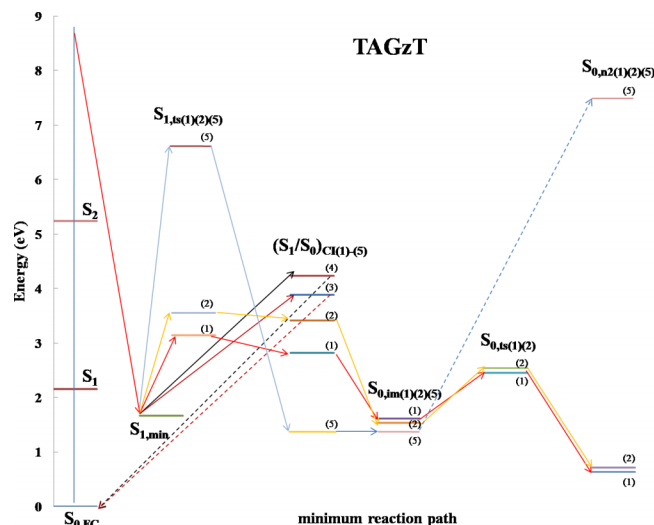 TAGzT
9
8
7
6
5
4
3
2
1
0
Energy (eV)
S2
S1
S0,FC
S1,min
S1,ts(1)(2)(5)
(5)
(2)
(1)
(S1/S0)CI(1)-(5)
(4)
(3)
(2)
(1)
(5)
S0,im(1)(2)(5)
(1)
(2)
(5)
S0,ts(1)(2)
(2)
(1)
S0,n2(1)(2)(5)
(5)
(2)
(1)
minimum reaction path